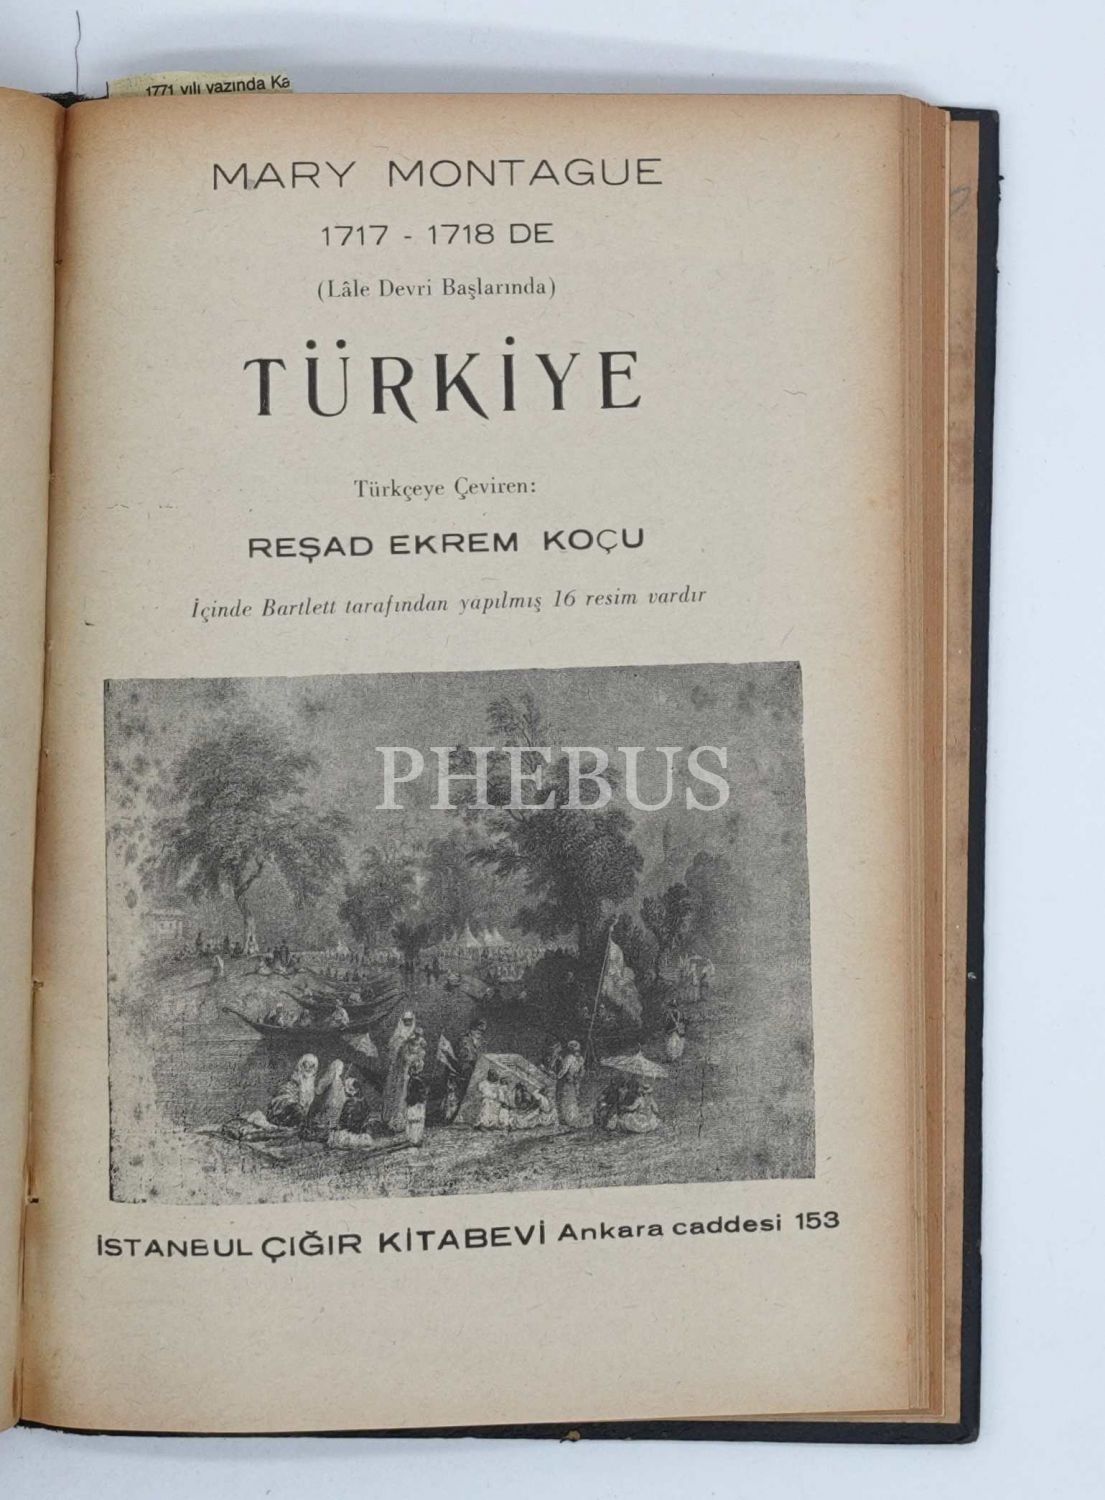 1771 yılı yazında Ka
MARY MONTAGUE
1717 - 1718 DE
(Lâle Devri Başlarında)
TÜRKİYE
Türkçeye Çeviren:
REŞAD EKREM KOÇU
İçinde Bartlett tarafından yapılmış 16 resim vardır
PHEBUS
İSTANBUL ÇIĞIR KİTABEVİ Ankara caddesi 153